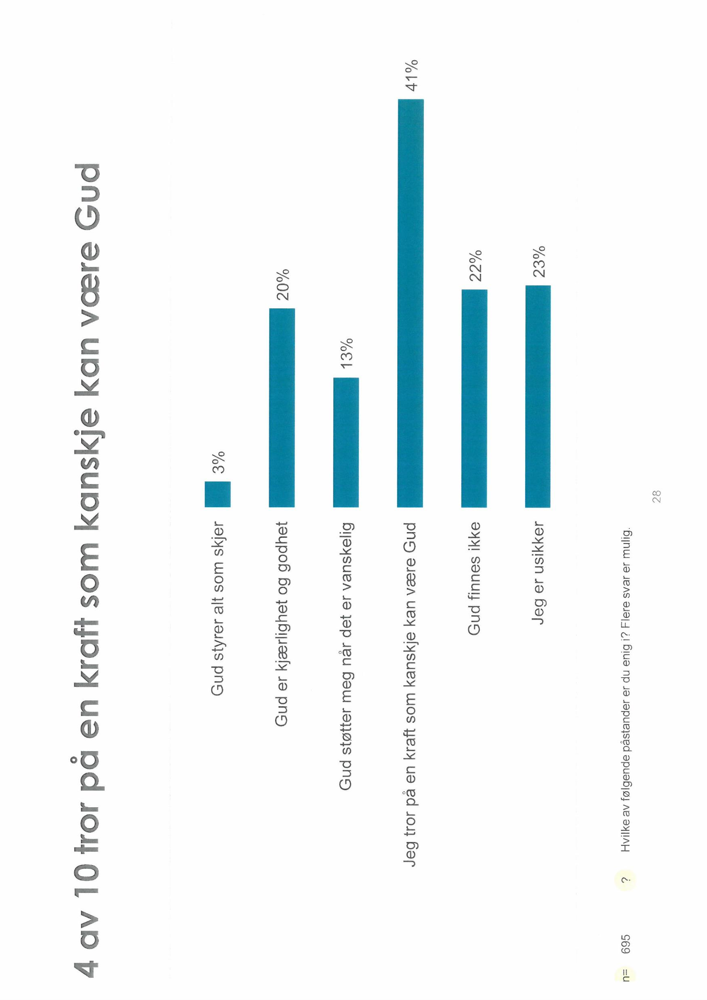 4 av 10 tror på en kraft som kanskje kan være Gud
Gud styrer alt som skjer 3%
Gud er kjærlighet og godhet 20%
Gud støtter meg når det er vanskelig 13%
Jeg tror på en kraft som kanskje kan være Gud 41%
Gud finnes ikke 22%
Jeg er usikker 23%
n= 695 ? Hvilke av følgende påstander er du enig i? Flere svar er mulig.
28